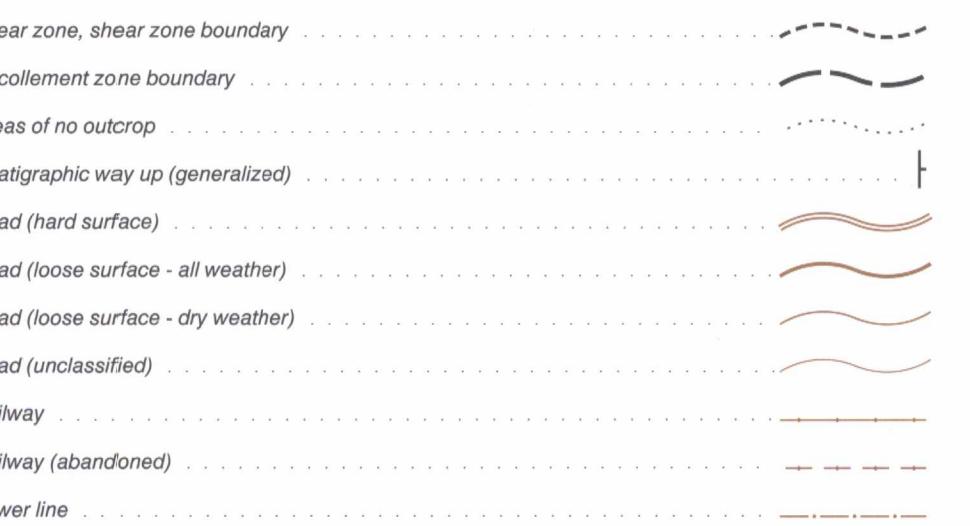 ear zone, shear zone boundary
collement zone boundary
eas of no outcrop
atigraphic way up (generalized)
ad (hard surface)
ad (loose surface - all weather)
ad (loose surface - dry weather)
ad (unclassified)
ilway
ilway (abandoned)
wer line